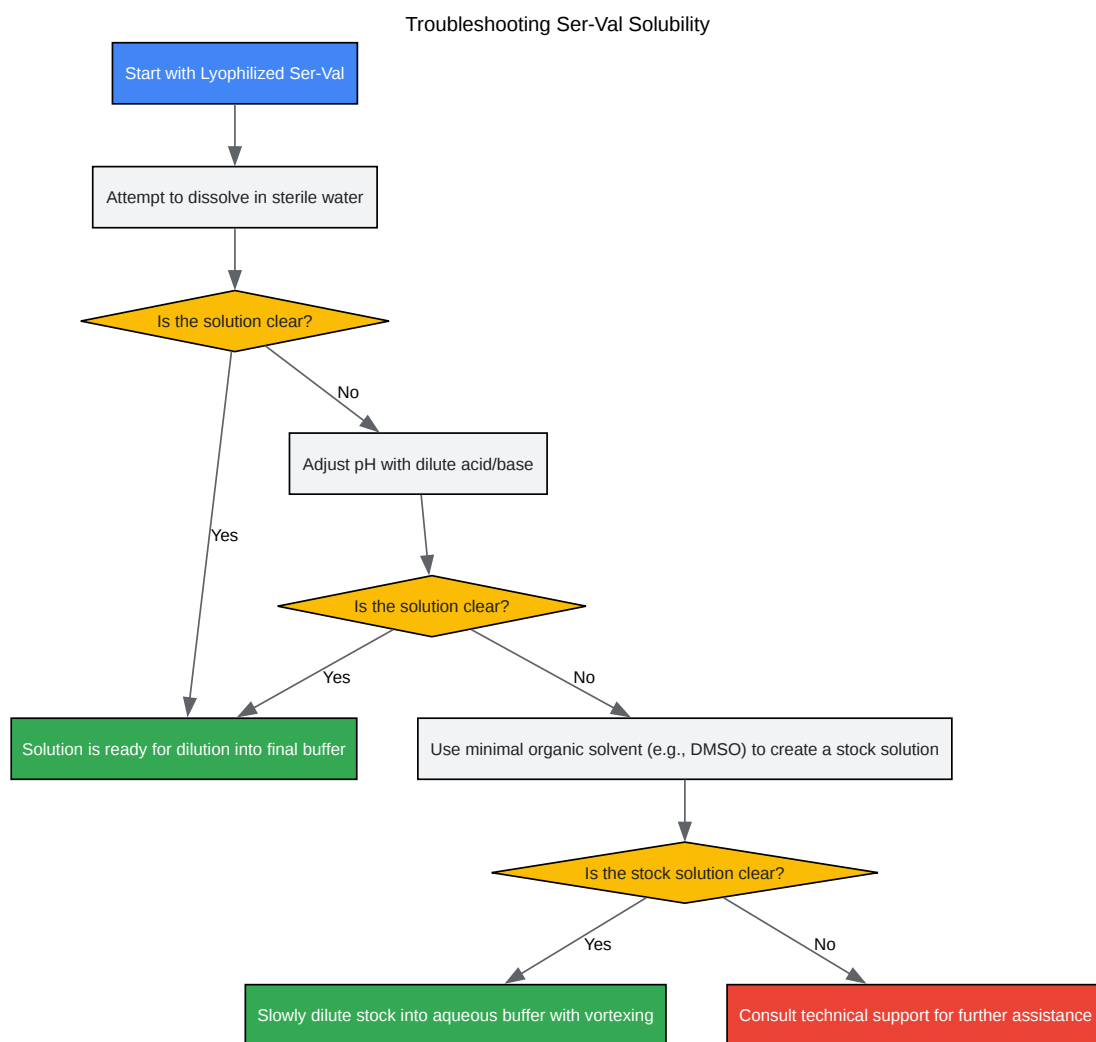 Troubleshooting Ser-Val Solubility
Start with Lyophilized Ser-Val
Attempt to dissolve in sterile water
Is the solution clear?
No
Adjust pH with dilute acid/base
Yes
Is the solution clear?
Yes
No
Solution is ready for dilution into final buffer
Use minimal organic solvent (e.g., DMSO) to create a stock solution
Is the stock solution clear?
Yes
No
Slowly dilute stock into aqueous buffer with vortexing
Consult technical support for further assistance